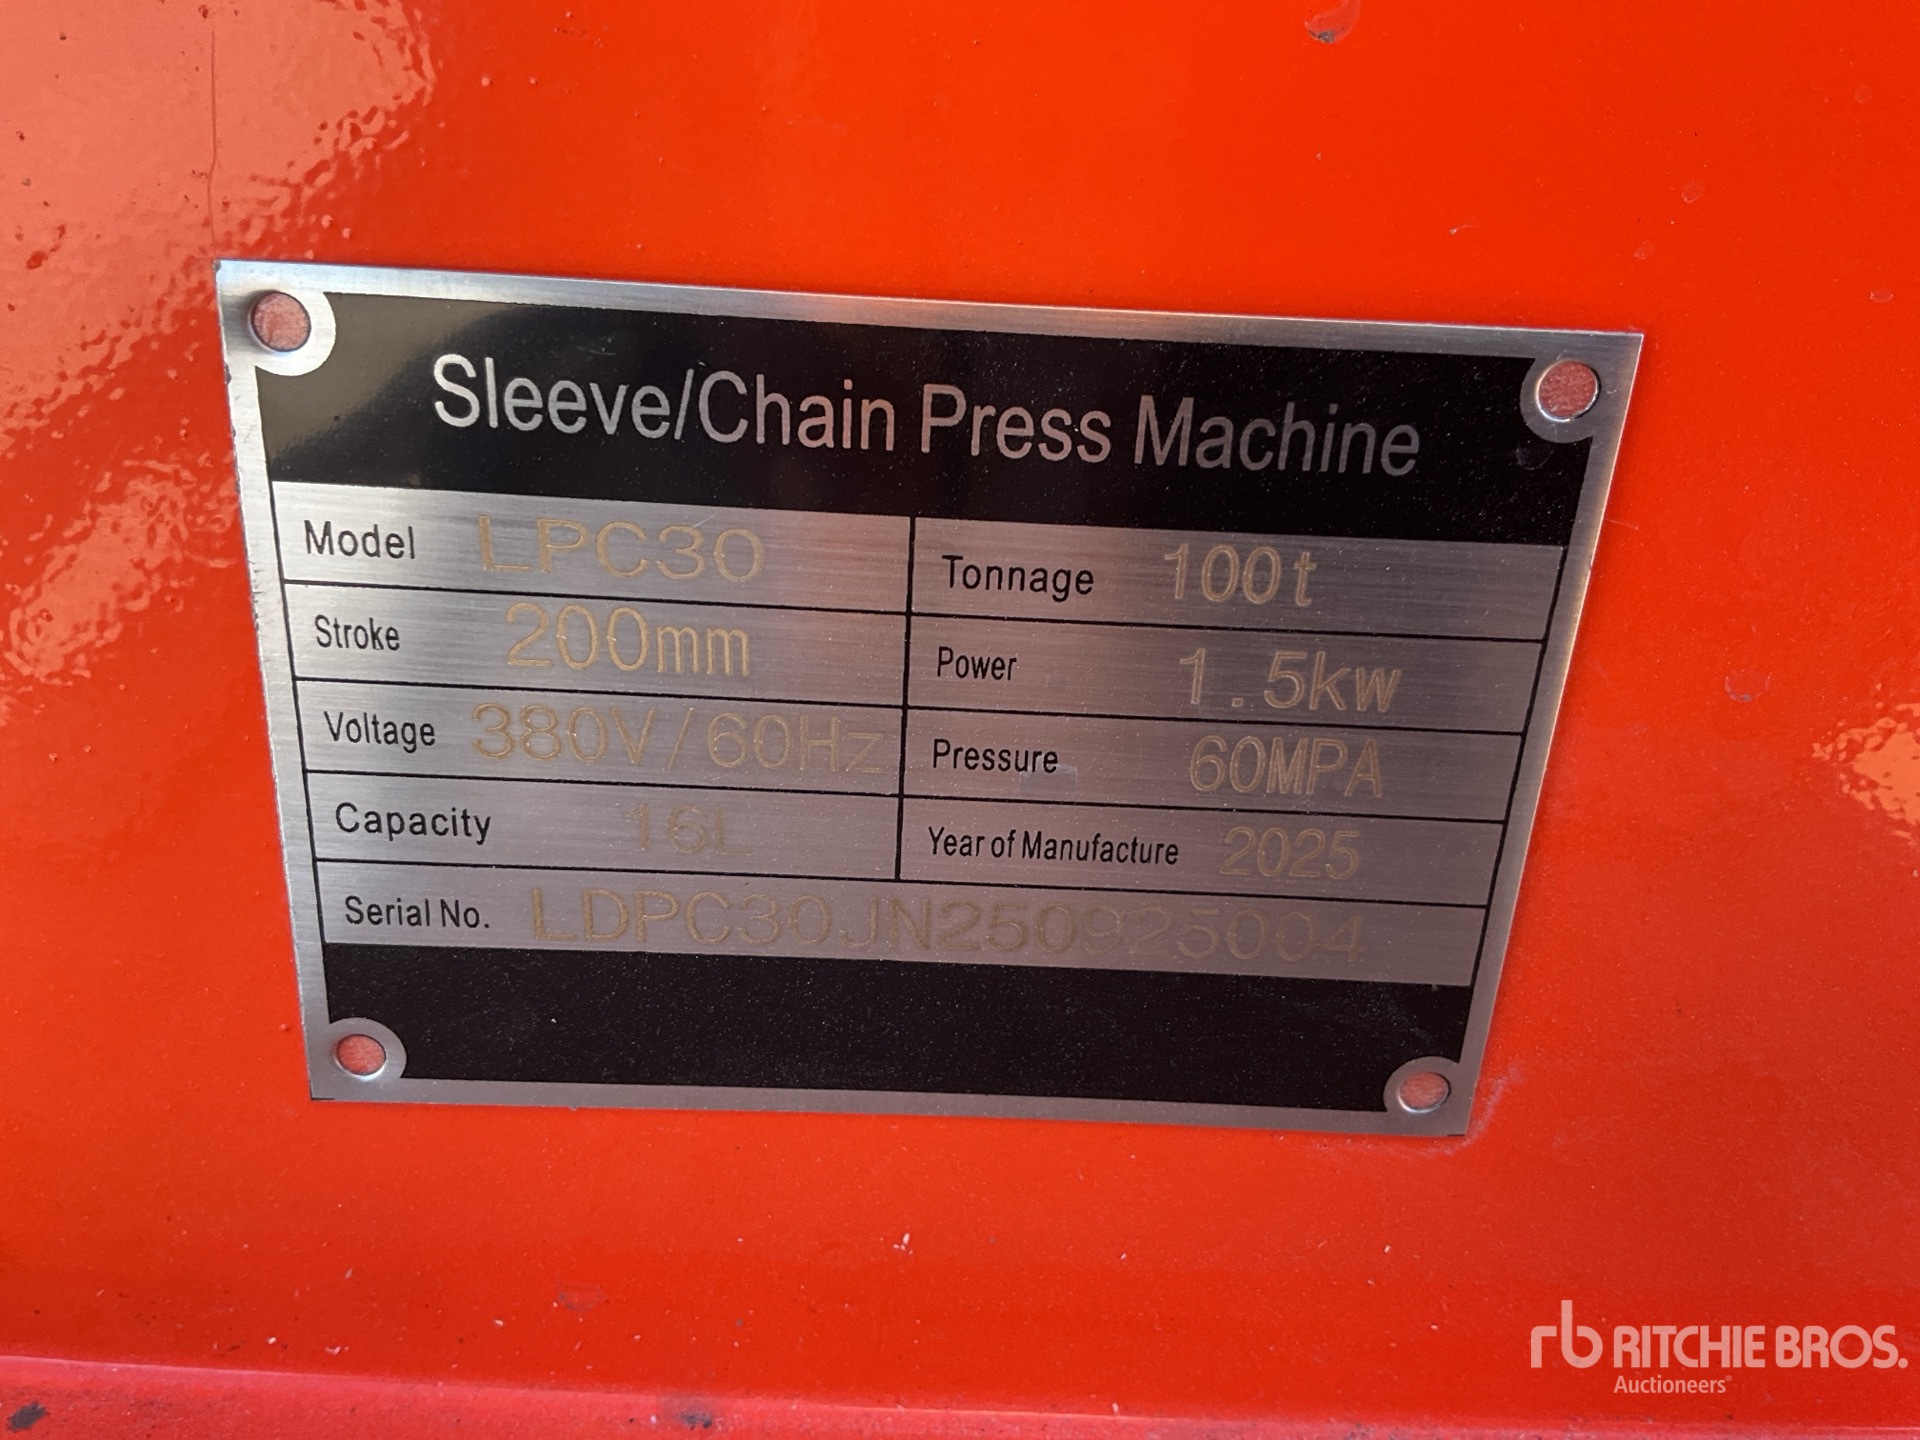 Sleeve/Chain Press Machine
Model LPC30 Tonnage 100t
Stroke 200mm Power 1.5kw
Voltage 380V/60Hz Pressure 60MPA
Capacity 16L Year of Manufacture 2025
Serial No. LDPC30JN250925004
rb RITCHIE BROS.
Auctioneers